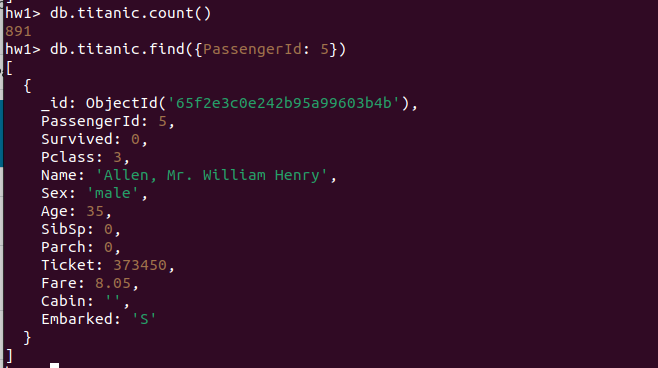 hw1> db.titanic.count()
891
hw1> db.titanic.find({PassengerId: 5})
[
  {
    _id: ObjectId('65f2e3c0e242b95a99603b4b'),
    PassengerId: 5,
    Survived: 0,
    Pclass: 3,
    Name: 'Allen, Mr. William Henry',
    Sex: 'male',
    Age: 35,
    SibSp: 0,
    Parch: 0,
    Ticket: 373450,
    Fare: 8.05,
    Cabin: '',
    Embarked: 'S'
  }
]